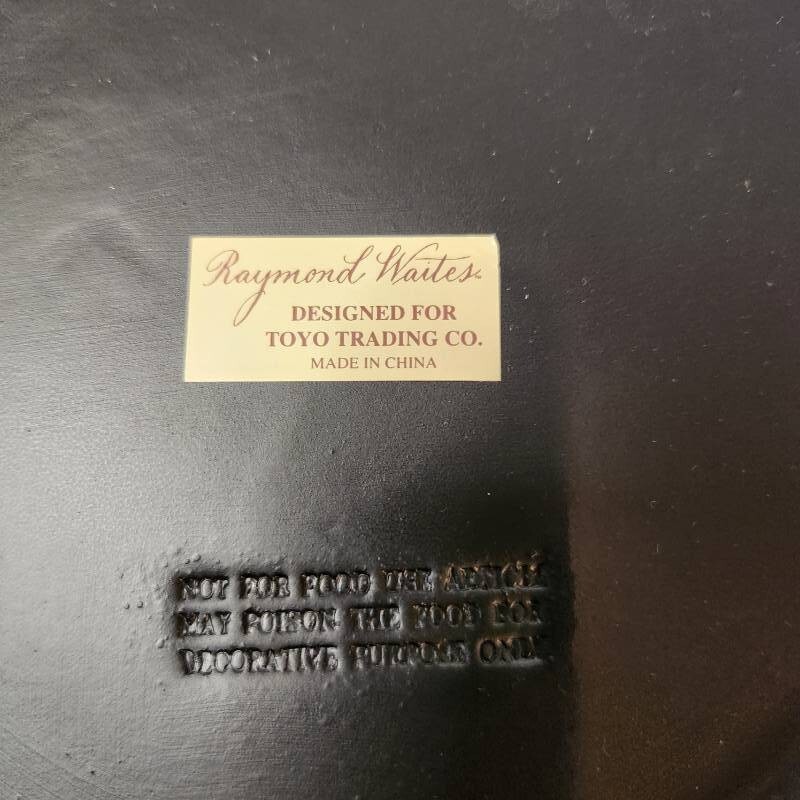 Raymond Waites™
DESIGNED FOR
TOYO TRADING CO.
MADE IN CHINA
NOT FOR FOOD USE ARTICLE
MAY POISON THE FOOD FOR
DECORATIVE PURPOSE ONLY